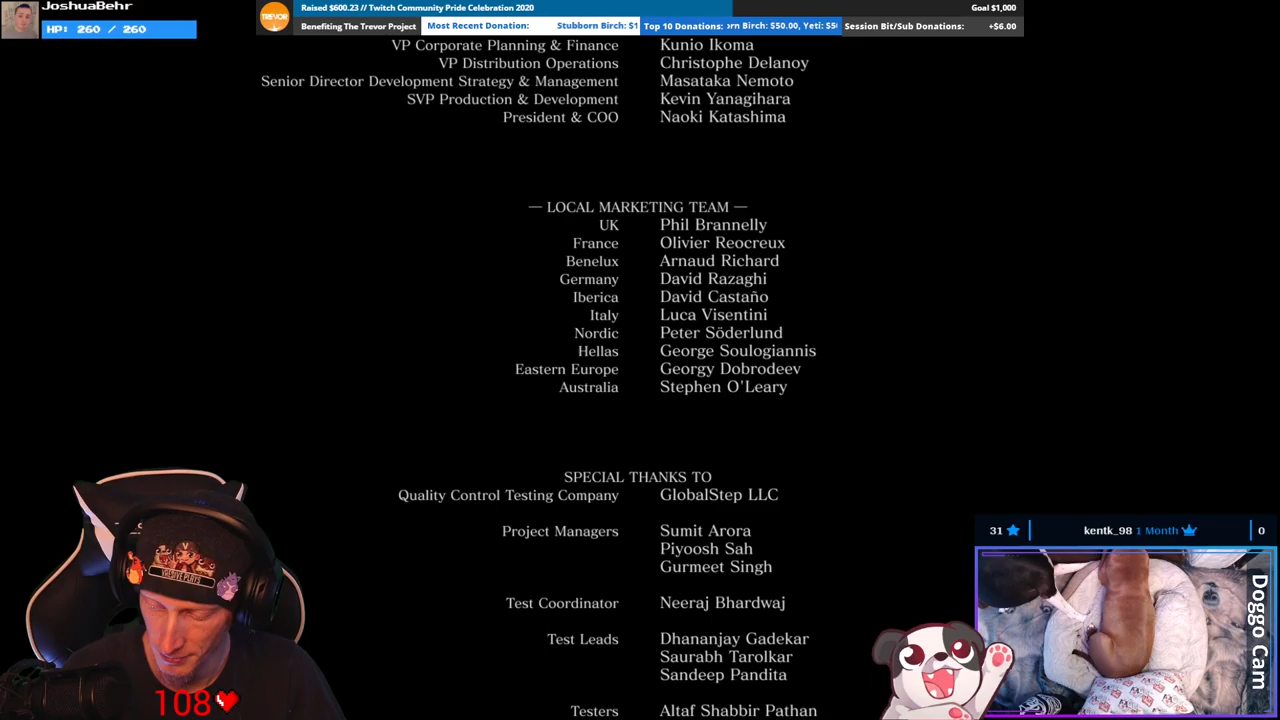 JoshuaBehr
HP: 260 / 260
TREVOR
Raised $600.23 // Twitch Community Pride Celebration 2020
Goal $1,000
Benefiting The Trevor Project
Most Recent Donation:
Stubborn Birch: $1
Top 10 Donations:
orn Birch: $50.00, Yeti: $50
Session Bit/Sub Donations:
+$6.00
VP Corporate Planning & Finance Kunio Ikoma
VP Distribution Operations Christophe Delanoy
Senior Director Development Strategy & Management Masataka Nemoto
SVP Production & Development Kevin Yanagihara
President & COO Naoki Katashima
— LOCAL MARKETING TEAM —
UK Phil Brannelly
France Olivier Reocreux
Benelux Arnaud Richard
Germany David Razaghi
Iberica David Castaño
Italy Luca Visentini
Nordic Peter Söderlund
Hellas George Soulogiannis
Eastern Europe Georgy Dobrodeev
Australia Stephen O'Leary
SPECIAL THANKS TO
Quality Control Testing Company GlobalStep LLC
Project Managers Sumit Arora
Piyoosh Sah
Gurmeet Singh
Test Coordinator Neeraj Bhardwaj
Test Leads Dhananjay Gadekar
Saurabh Tarolkar
Sandeep Pandita
Testers Altaf Shabbir Pathan
31
kentk_98 1 Month
0
Doggo Cam
108